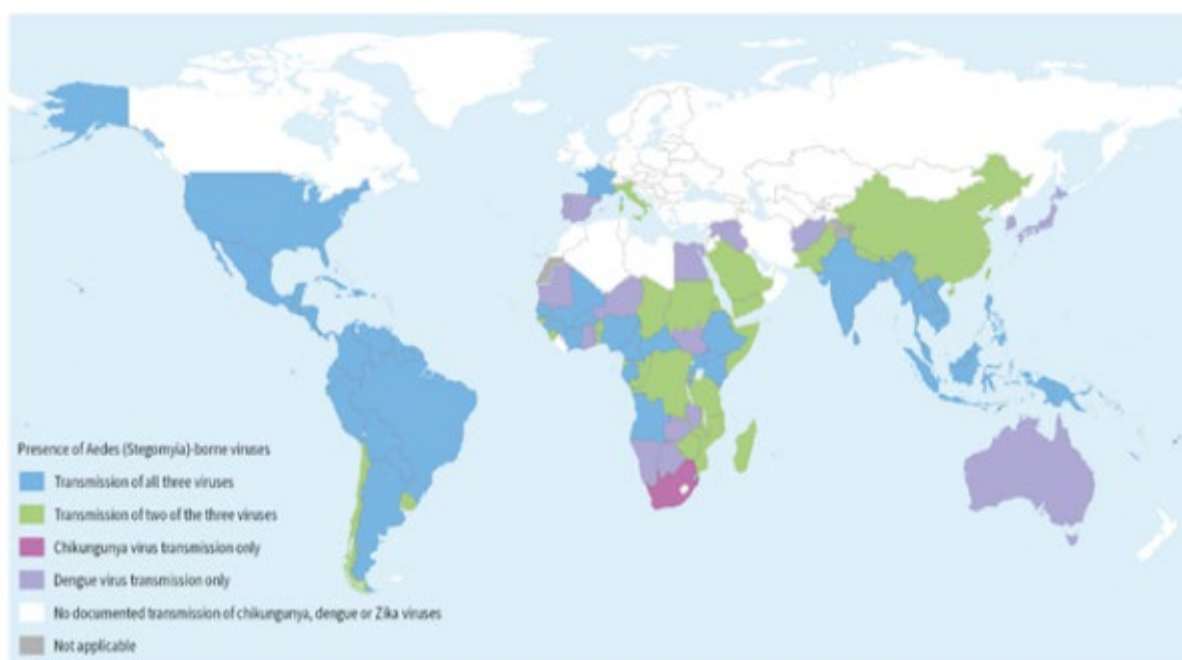 Presence of Aedes (Stegomyia)-borne viruses
Transmission of all three viruses
Transmission of two of the three viruses
Chikungunya virus transmission only
Dengue virus transmission only
No documented transmission of chikungunya, dengue or Zika viruses
Not applicable